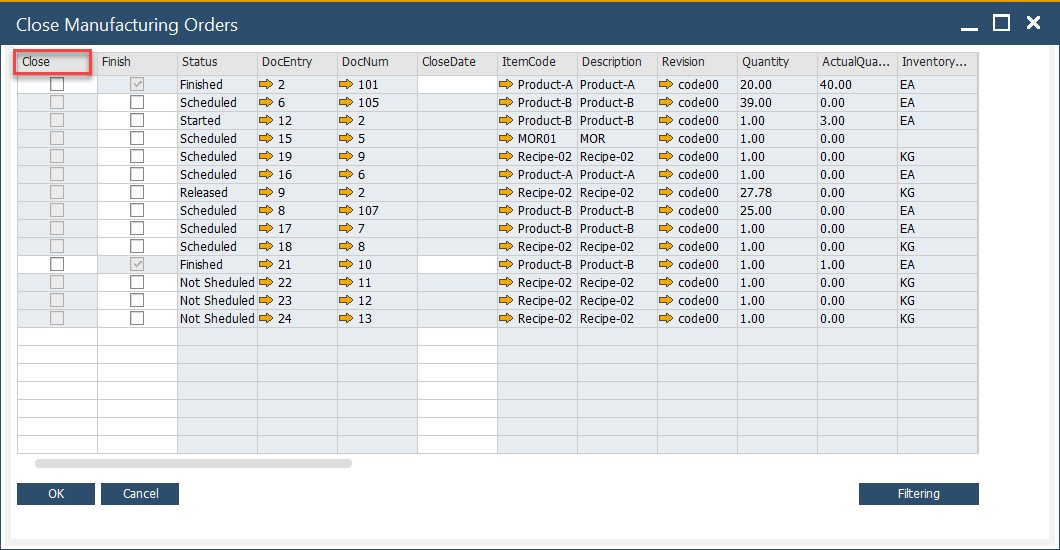 Close Manufacturing Orders
Close Finish Status DocEntry DocNum CloseDate ItemCode Description Revision Quantity ActualQua... Inventory...
Finished 2 101 Product-A Product-A code00 20.00 40.00 EA
Scheduled 6 105 Product-B Product-B code00 39.00 0.00 EA
Started 12 2 Product-B Product-B code00 1.00 3.00 EA
Scheduled 15 5 MOR01 MOR code00 1.00 0.00
Scheduled 19 9 Recipe-02 Recipe-02 code00 1.00 0.00 KG
Scheduled 16 6 Product-A Product-A code00 1.00 0.00 EA
Released 9 2 Recipe-02 Recipe-02 code00 27.78 0.00 KG
Scheduled 8 107 Product-B Product-B code00 25.00 0.00 EA
Scheduled 17 7 Product-B Product-B code00 1.00 0.00 EA
Scheduled 18 8 Recipe-02 Recipe-02 code00 1.00 0.00 KG
Finished 21 10 Product-B Product-B code00 1.00 1.00 EA
Not Sheduled 22 11 Recipe-02 Recipe-02 code00 1.00 0.00 KG
Not Sheduled 23 12 Recipe-02 Recipe-02 code00 1.00 0.00 KG
Not Sheduled 24 13 Recipe-02 Recipe-02 code00 1.00 0.00 KG
OK Cancel Filtering